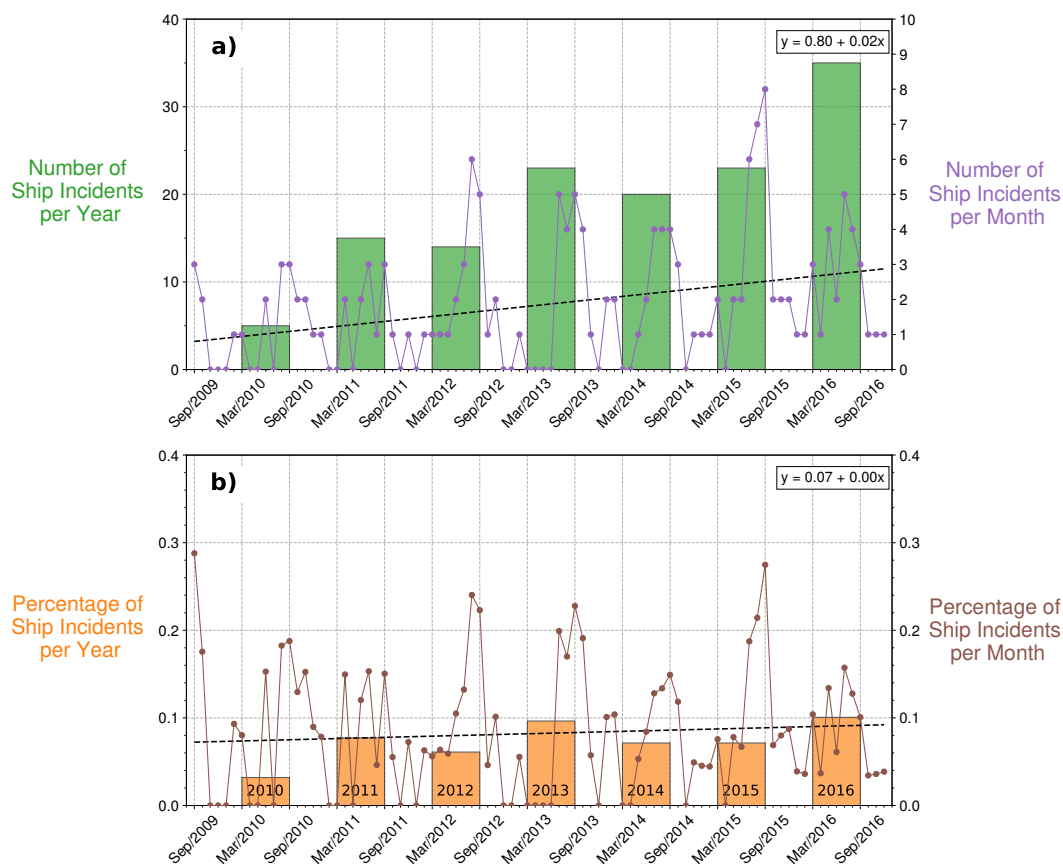 a)
y = 0.80 + 0.02x
Number of
Ship Incidents
per Year
40
30
20
10
0
10
9
8
7
6
5
4
3
2
1
0
Number of
Ship Incidents
per Month
Sep/2009
Mar/2010
Sep/2010
Mar/2011
Sep/2011
Mar/2012
Sep/2012
Mar/2013
Sep/2013
Mar/2014
Sep/2014
Mar/2015
Sep/2015
Mar/2016
Sep/2016
b)
y = 0.07 + 0.00x
Percentage of
Ship Incidents
per Year
0.4
0.3
0.2
0.1
0.0
0.4
0.3
0.2
0.1
0.0
Percentage of
Ship Incidents
per Month
2010
2011
2012
2013
2014
2015
2016
Sep/2009
Mar/2010
Sep/2010
Mar/2011
Sep/2011
Mar/2012
Sep/2012
Mar/2013
Sep/2013
Mar/2014
Sep/2014
Mar/2015
Sep/2015
Mar/2016
Sep/2016